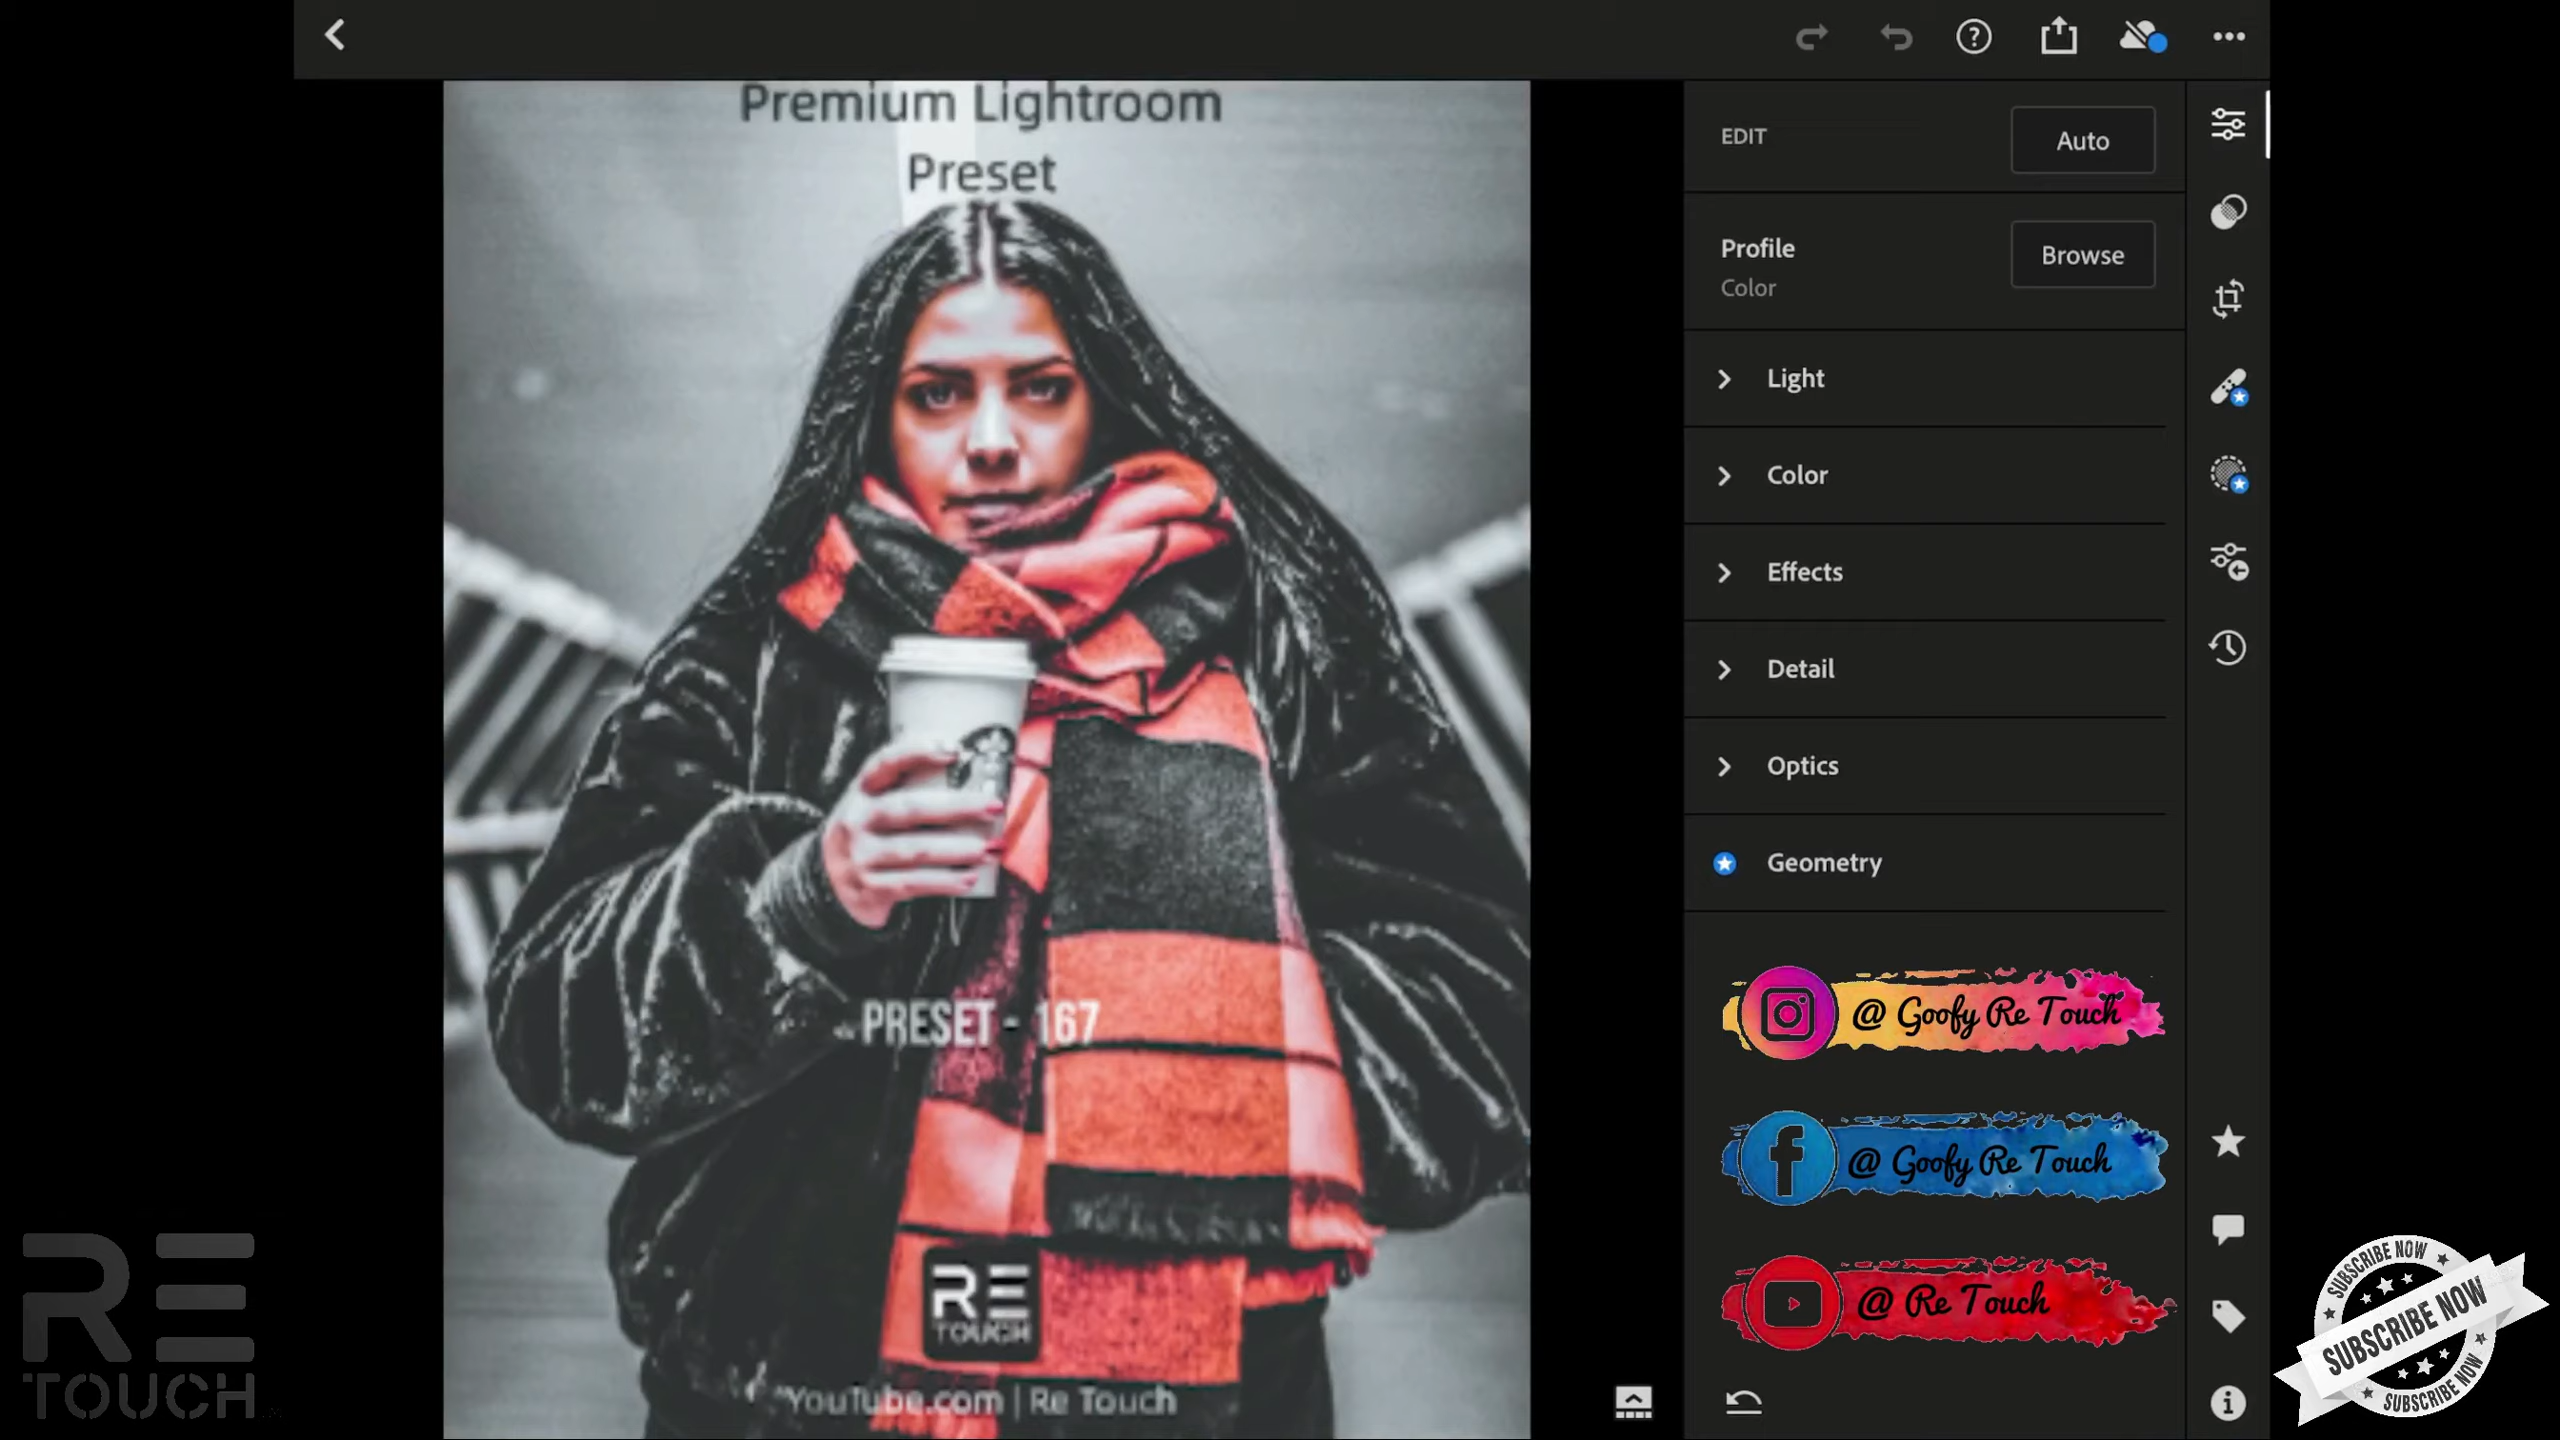 Premium Lightroom
Preset
PRESET - 167
RE
TOUCH
YouTube.com | Re Touch
EDIT
Auto
Profile
Color
Browse
Light
Color
Effects
Detail
Optics
Geometry
@ Goofy Re Touch
@ Goofy Re Touch
@ Re Touch
RE
TOUCH
SUBSCRIBE NOW
SUBSCRIBE NOW
SUBSCRIBE NOW